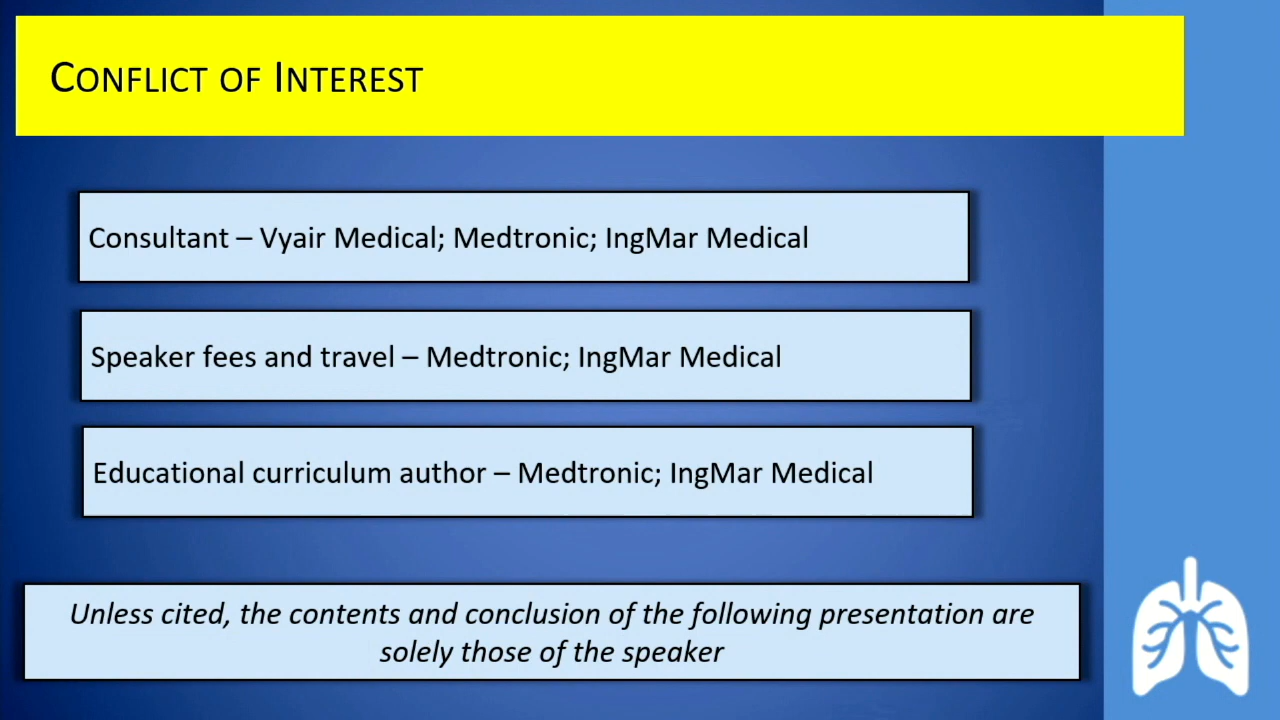 CONFLICT OF INTEREST
Consultant – Vyair Medical; Medtronic; IngMar Medical
Speaker fees and travel – Medtronic; IngMar Medical
Educational curriculum author – Medtronic; IngMar Medical
Unless cited, the contents and conclusion of the following presentation are
solely those of the speaker